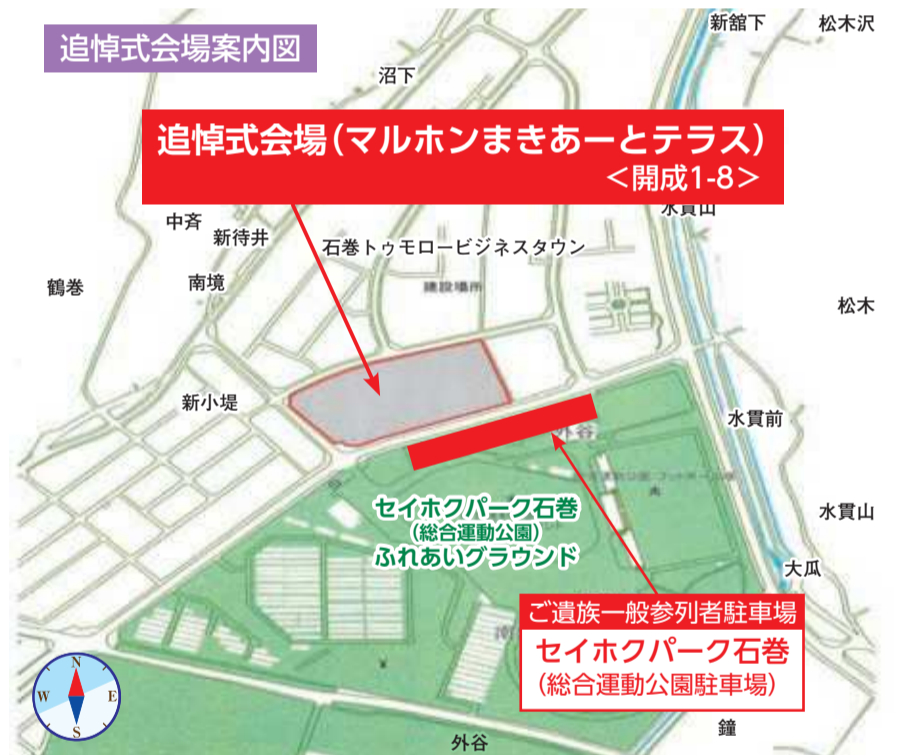 追悼式会場案内図
新舘下
松木沢
沼下
追悼式会場(マルホンまきあーとテラス)
<開成1-8>
水貫山
中斉
新待井
石巻トゥモロービジネスタウン
鶴巻
南境
建設場所
松木
新小堤
水貫前
外谷
セイホクパーク石巻
(総合運動公園)
ふれあいグラウンド
水貫山
大瓜
ご遺族一般参列者駐車場
セイホクパーク石巻
(総合運動公園駐車場)
南
N
W
E
S
鐘
外谷